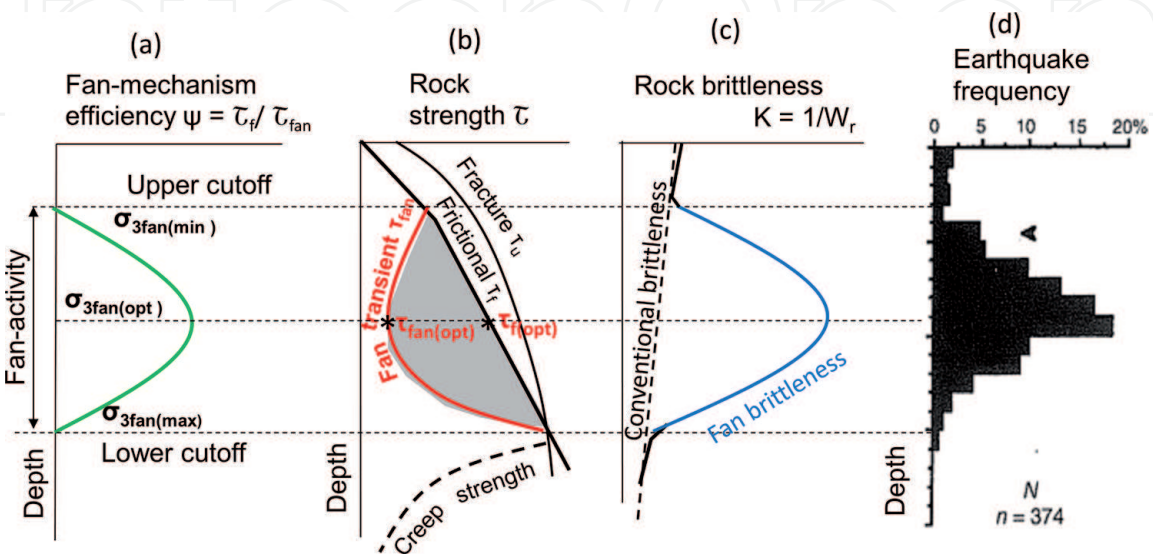 (a)
Fan-mechanism
efficiency ψ = τf/ τfan
Upper cutoff
σ3fan(min )
σ3fan(opt )
σ3fan(max)
Lower cutoff
Fan-activity
Depth
(b)
Rock
strength τ
Fracture τu
Frictional τf
Fan transient τfan
τfan(opt)
τf(opt)
Creep strength
Depth
(c)
Rock brittleness
K = 1/Wr
Conventional brittleness
Fan brittleness
(d)
Earthquake
frequency
0 5 10 15 20%
A
Depth
N
n = 374